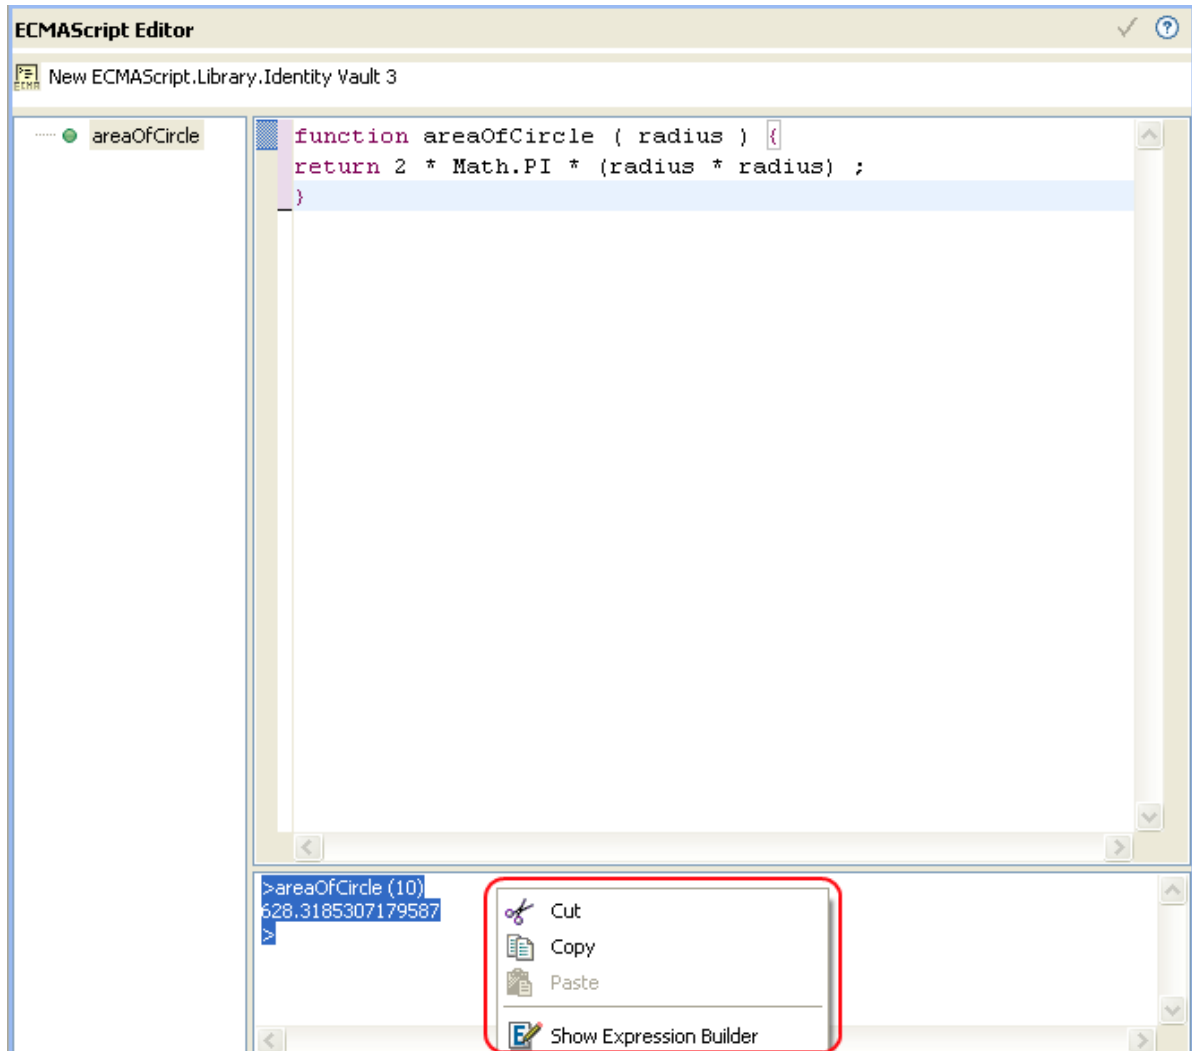 ECMAScript Editor
New ECMAScript.Library.Identity Vault 3
areaOfCircle
function areaOfCircle ( radius ) {
return 2 * Math.PI * (radius * radius) ;
}
>areaOfCircle (10)
628.3185307179587
>
Cut
Copy
Paste
Show Expression Builder